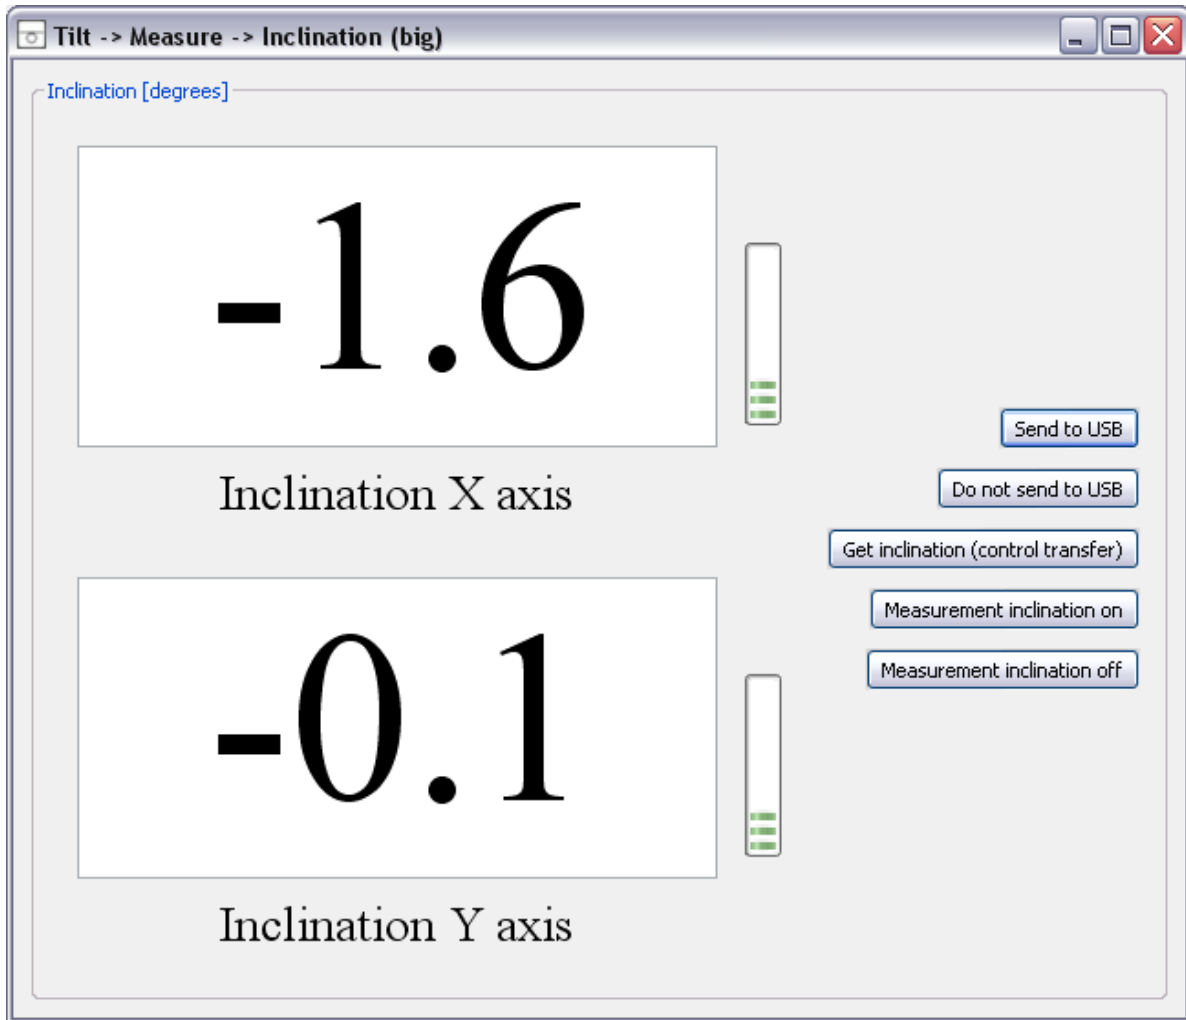 Tilt -> Measure -> Inclination (big)
Inclination [degrees]
-1.6
Inclination X axis
-0.1
Inclination Y axis
Send to USB
Do not send to USB
Get inclination (control transfer)
Measurement inclination on
Measurement inclination off